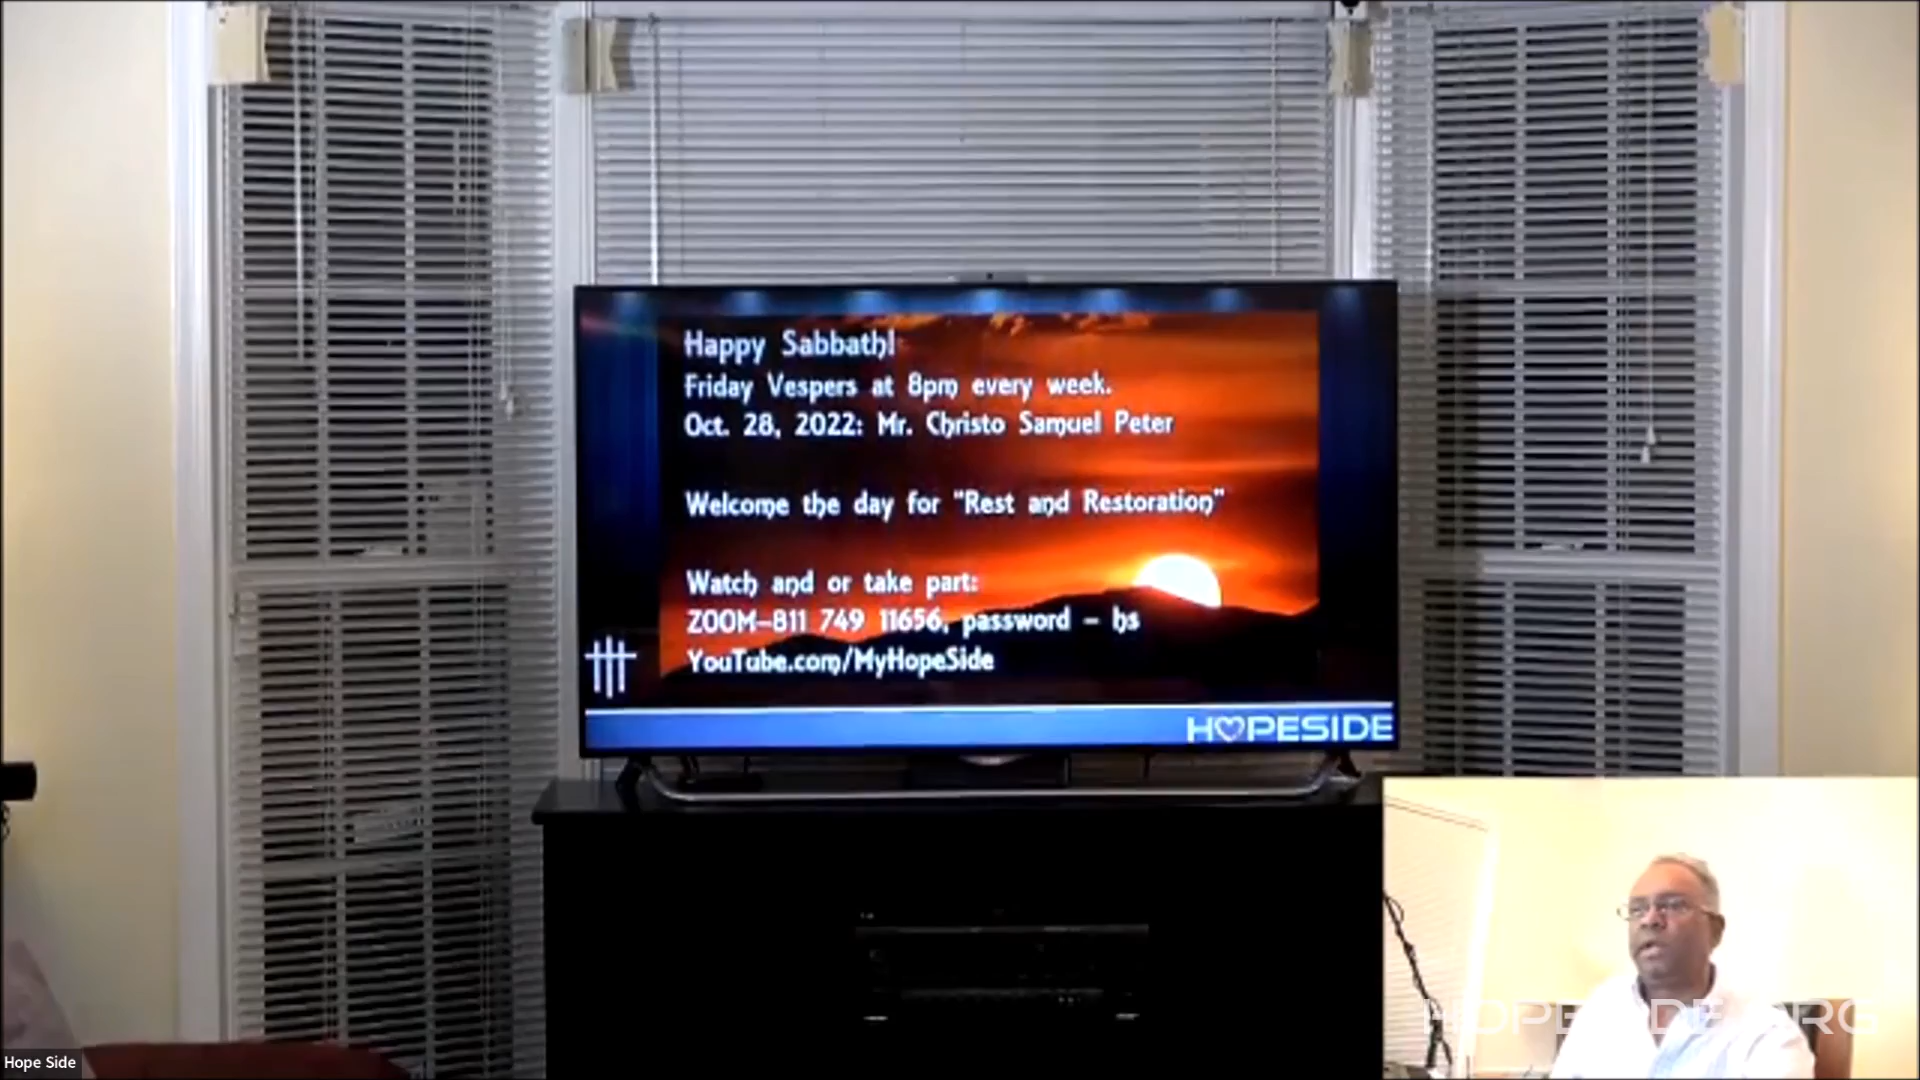 Happy Sabbath!
Friday Vespers at 8pm every week.
Oct. 28, 2022: Mr. Christo Samuel Peter
Welcome the day for "Rest and Restoration"
Watch and or take part:
ZOOM-811 749 11656, password - hs
YouTube.com/MyHopeSide
HOPESIDE
HOPESIDE.ORG
Hope Side